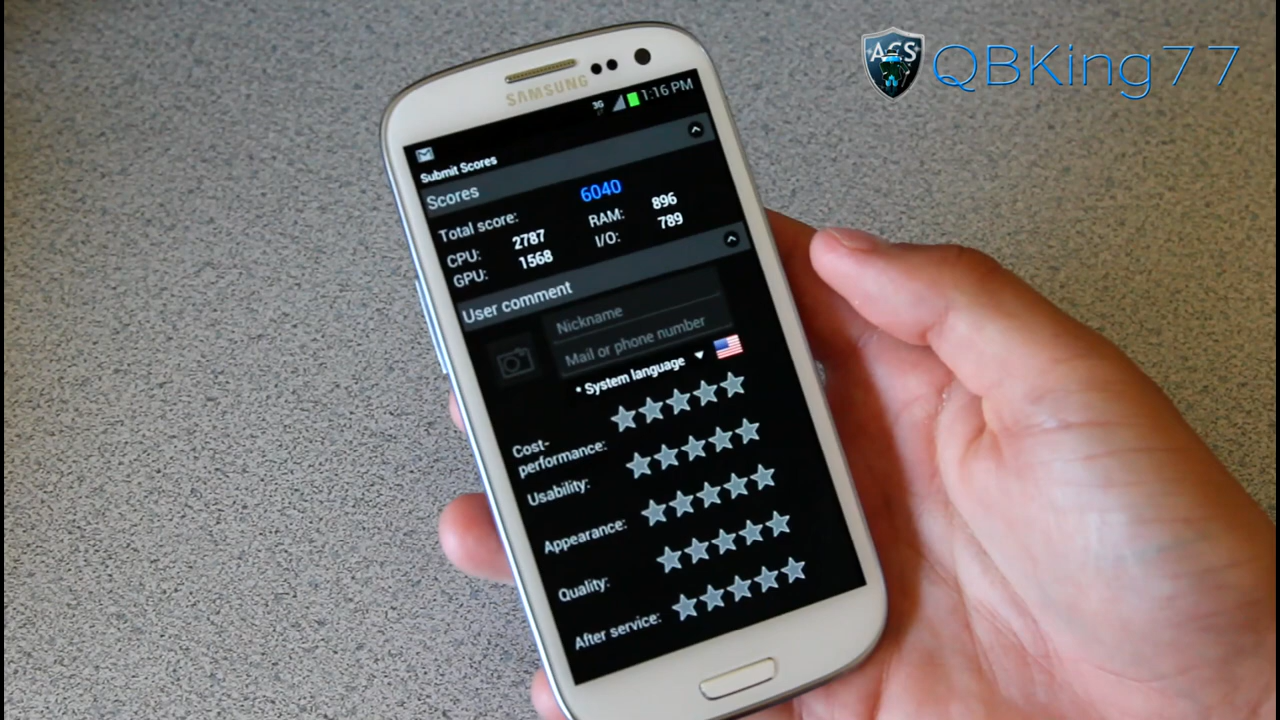 ACS QBKing77
SAMSUNG
3G 1:16 PM
Submit Scores
Scores
Total score: 6040
CPU: 2787 RAM: 896
GPU: 1568 I/O: 789
User comment
Nickname
Mail or phone number
* System language
Cost-
performance:
Usability:
Appearance:
Quality:
After service: